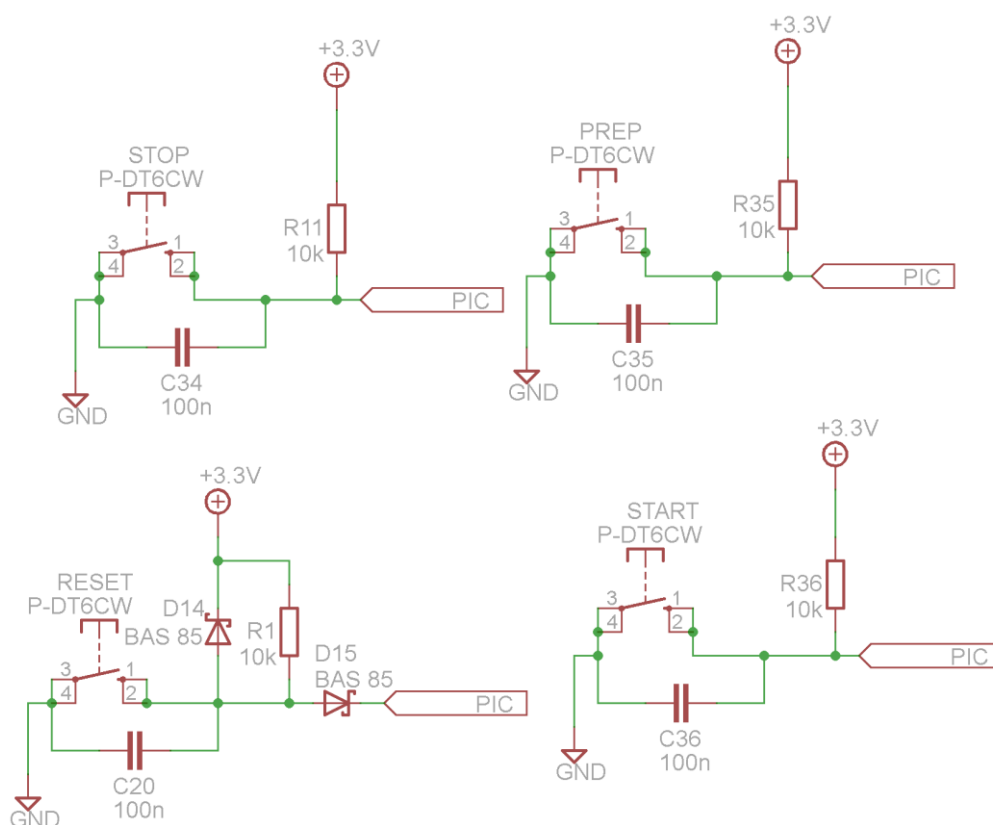 +3.3V
STOP
P-DT6CW
3
1
4
2
R11
10k
PIC
C34
100n
GND
+3.3V
PREP
P-DT6CW
3
1
4
2
R35
10k
PIC
C35
100n
GND
+3.3V
RESET
P-DT6CW
3
1
4
2
D14
BAS 85
R1
10k
D15
BAS 85
PIC
C20
100n
GND
+3.3V
START
P-DT6CW
3
1
4
2
R36
10k
PIC
C36
100n
GND